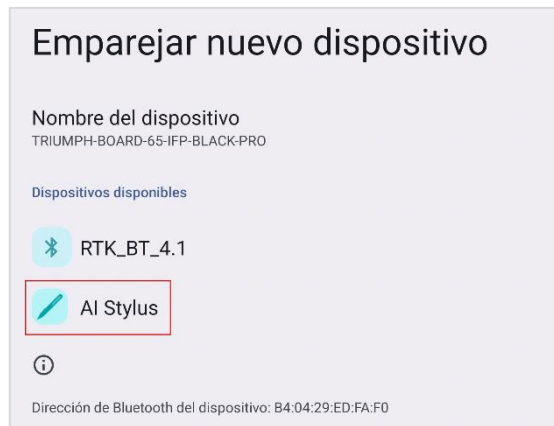 Emparejar nuevo dispositivo
Nombre del dispositivo
TRIUMPH-BOARD-65-IFP-BLACK-PRO
Dispositivos disponibles
RTK_BT_4.1
AI Stylus
Dirección de Bluetooth del dispositivo: B4:04:29:ED:FA:F0